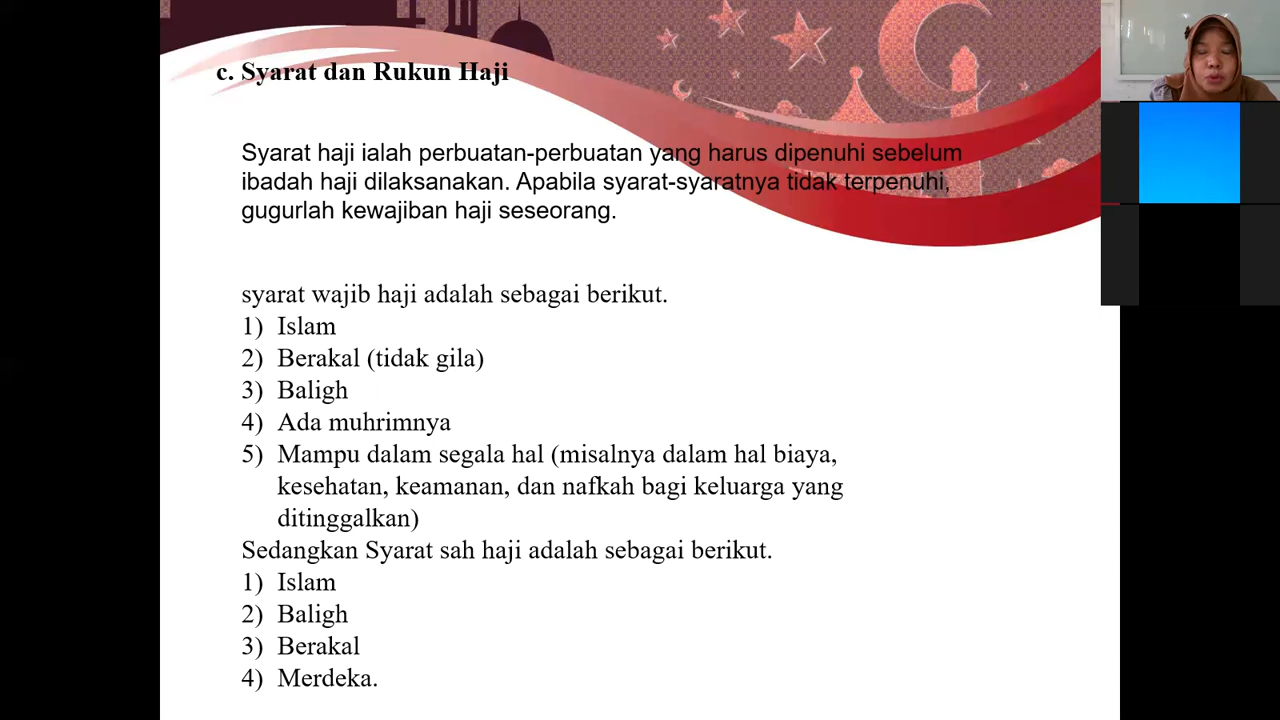 c. Syarat dan Rukun Haji
Syarat haji ialah perbuatan-perbuatan yang harus dipenuhi sebelum
ibadah haji dilaksanakan. Apabila syarat-syaratnya tidak terpenuhi,
gugurlah kewajiban haji seseorang.
syarat wajib haji adalah sebagai berikut.
1) Islam
2) Berakal (tidak gila)
3) Baligh
4) Ada muhrimnya
5) Mampu dalam segala hal (misalnya dalam hal biaya,
kesehatan, keamanan, dan nafkah bagi keluarga yang
ditinggalkan)
Sedangkan Syarat sah haji adalah sebagai berikut.
1) Islam
2) Baligh
3) Berakal
4) Merdeka.